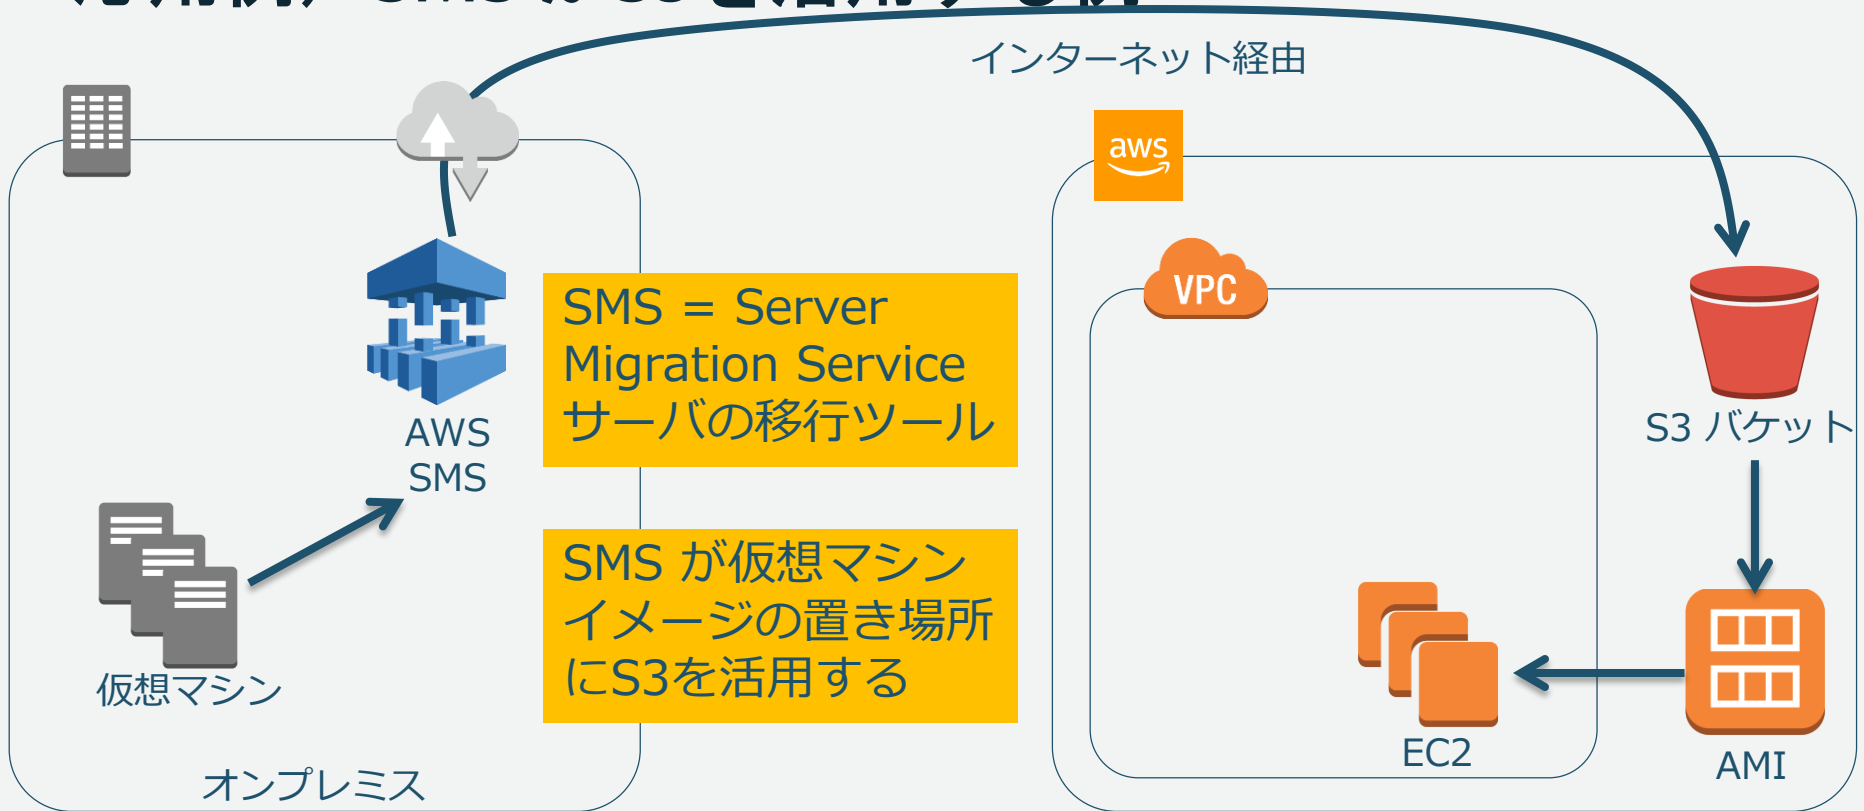 インターネット経由
aws
VPC
SMS = Server
Migration Service
サーバの移行ツール
AWS
SMS
S3 バケット
SMS が仮想マシン
イメージの置き場所
にS3を活用する
仮想マシン
EC2
AMI
オンプレミス